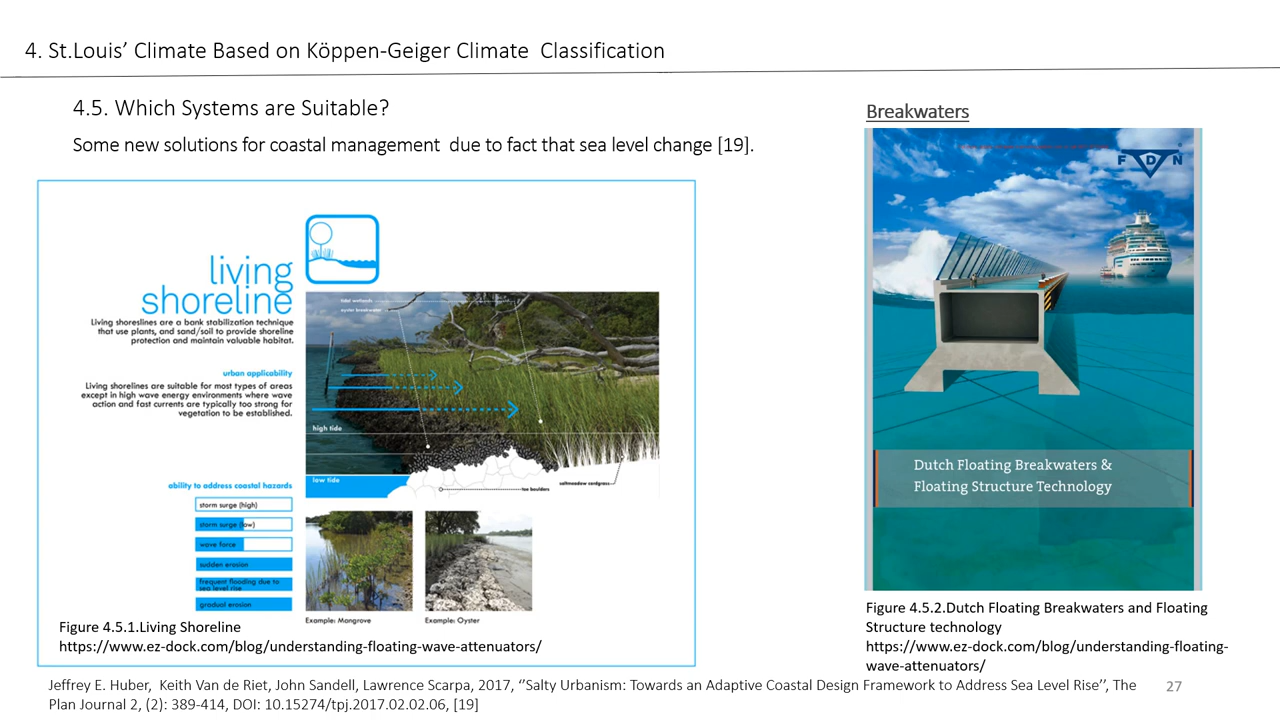 4. St.Louis’ Climate Based on Köppen-Geiger Climate  Classification
4.5. Which Systems are Suitable?
Some new solutions for coastal management  due to fact that sea level change [19].
living
shoreline
Living shoreslines are a bank stabilization technique
that use plants, and sand/soil to provide shoreline
protection and maintain valuable habitat.
urban applicability
Living shorelines are suitable for most types of areas
except in high wave energy environments where wave
action and fast currents are typically too strong for
vegetation to be established.
ability to address coastal hazards
storm surge (high)
storm surge (low)
wave force
sudden erosion
frequent flooding due to
sea level rise
gradual erosion
tidal wetlands
oyster breakwater
high tide
low tide
toe boulders
saltmeadow cordgrass
Example: Mangrove
Example: Oyster
Figure 4.5.1.Living Shoreline
https://www.ez-dock.com/blog/understanding-floating-wave-attenuators/
Breakwaters
F D N
Dutch Floating Breakwaters &
Floating Structure Technology
Figure 4.5.2.Dutch Floating Breakwaters and Floating
Structure technology
https://www.ez-dock.com/blog/understanding-floating-
wave-attenuators/
Jeffrey E. Huber,  Keith Van de Riet, John Sandell, Lawrence Scarpa, 2017, ‘’Salty Urbanism: Towards an Adaptive Coastal Design Framework to Address Sea Level Rise’’, The
Plan Journal 2, (2): 389-414, DOI: 10.15274/tpj.2017.02.02.06, [19]
27